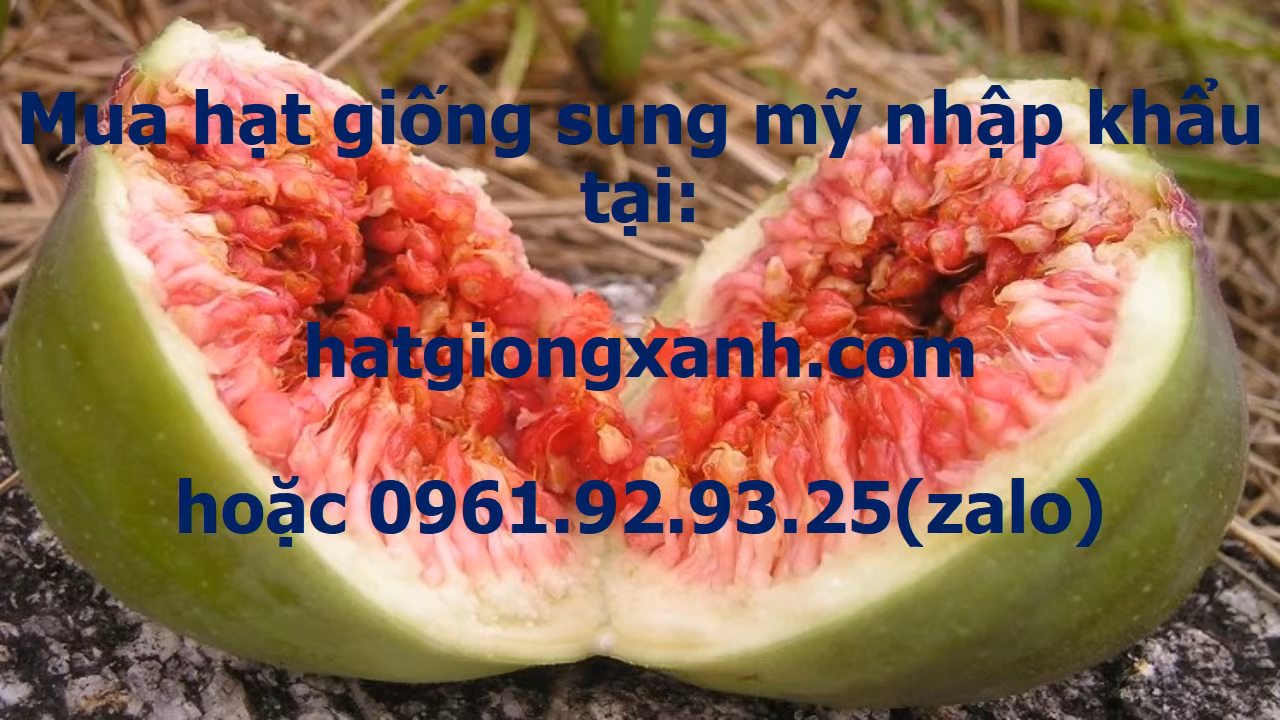 Mua hạt giống sung mỹ nhập khẩu
tại:
hatgiongxanh.com
hoặc 0961.92.93.25(zalo)